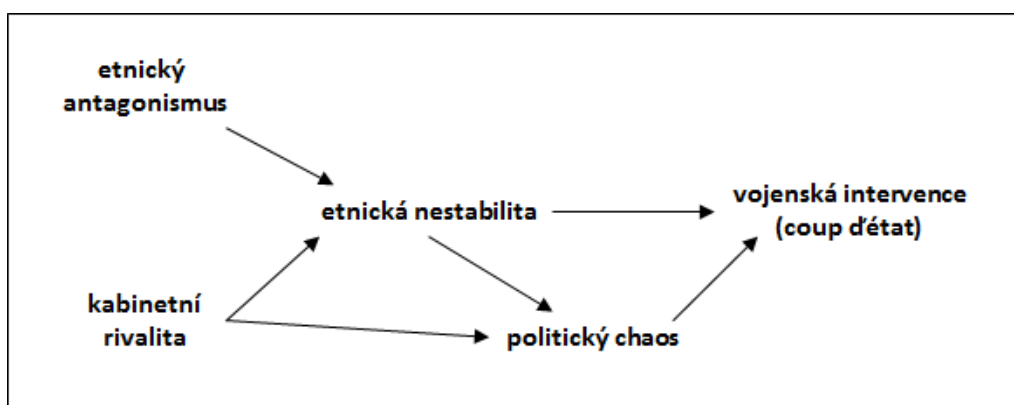 etnický
antagonismus
etnická nestabilita
vojenská intervence
(coup ďétat)
kabinetní
rivalita
politický chaos